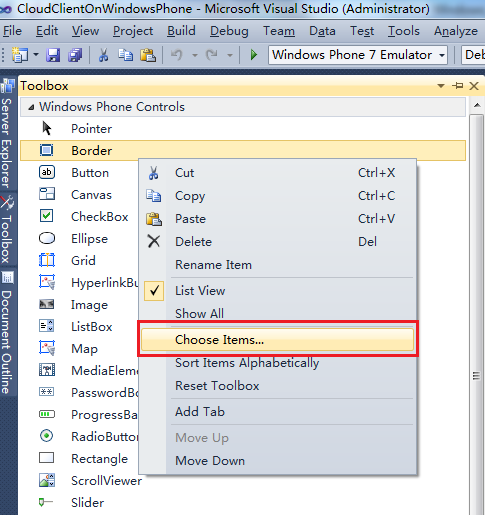 CloudClientOnWindowsPhone - Microsoft Visual Studio (Administrator)
File Edit View Project Build Debug Team Data Tools Analyze
Windows Phone 7 Emulator Deb
Toolbox
Server Explorer
Toolbox
Document Outline
Windows Phone Controls
Pointer
Border
Button
Canvas
CheckBox
Ellipse
Grid
HyperlinkBu
Image
ListBox
Map
MediaElemen
PasswordBo
ProgressBa
RadioButton
Rectangle
ScrollViewer
Slider
Cut Ctrl+X
Copy Ctrl+C
Paste Ctrl+V
Delete Del
Rename Item
List View
Show All
Choose Items...
Sort Items Alphabetically
Reset Toolbox
Add Tab
Move Up
Move Down